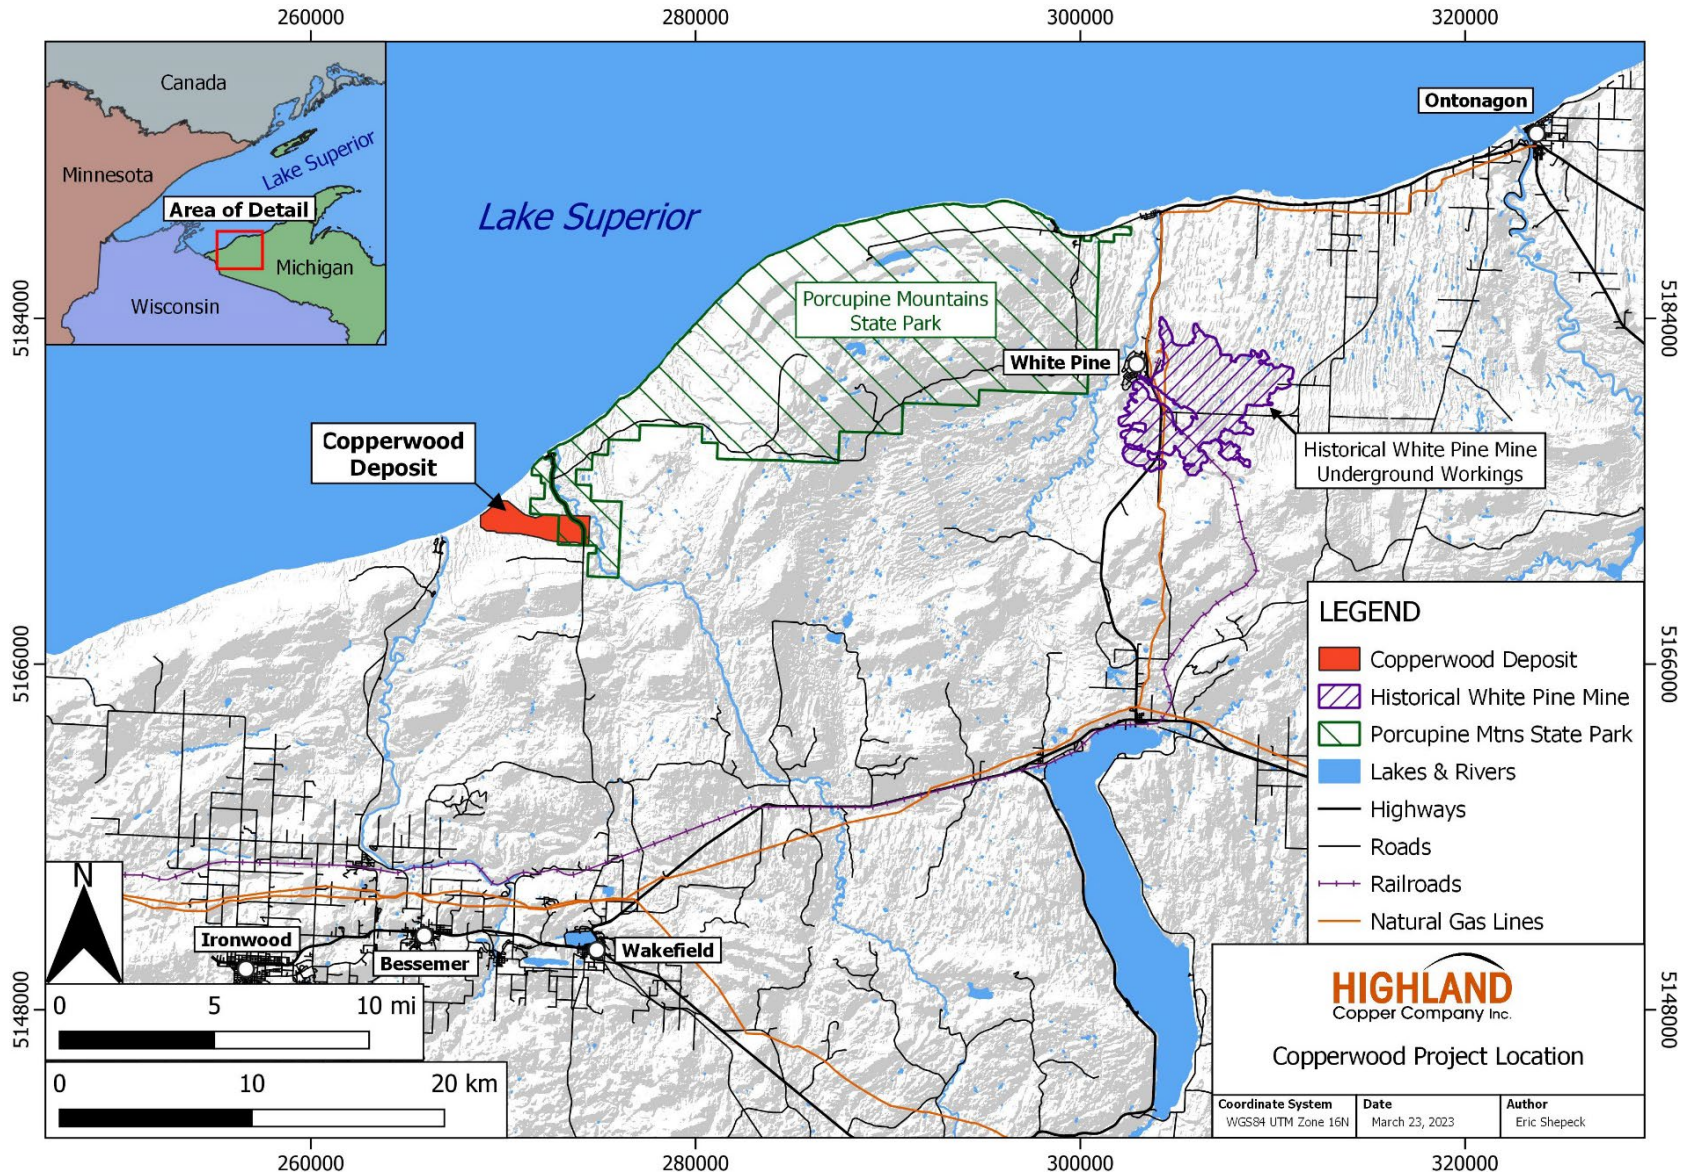 260000
280000
300000
320000
Canada
Minnesota
Lake Superior
Area of Detail
Michigan
Wisconsin
Lake Superior
Ontonagon
Porcupine Mountains
State Park
White Pine
5184000
5184000
Copperwood
Deposit
Historical White Pine Mine
Underground Workings
LEGEND
Copperwood Deposit
Historical White Pine Mine
Porcupine Mtns State Park
Lakes & Rivers
Highways
Roads
Railroads
Natural Gas Lines
5166000
5166000
N
Ironwood
Bessemer
Wakefield
0 5 10 mi
0 10 20 km
5148000
5148000
HIGHLAND
Copper Company Inc.
Copperwood Project Location
Coordinate System
WGS84 UTM Zone 16N
Date
March 23, 2023
Author
Eric Shepeck
260000
280000
300000
320000